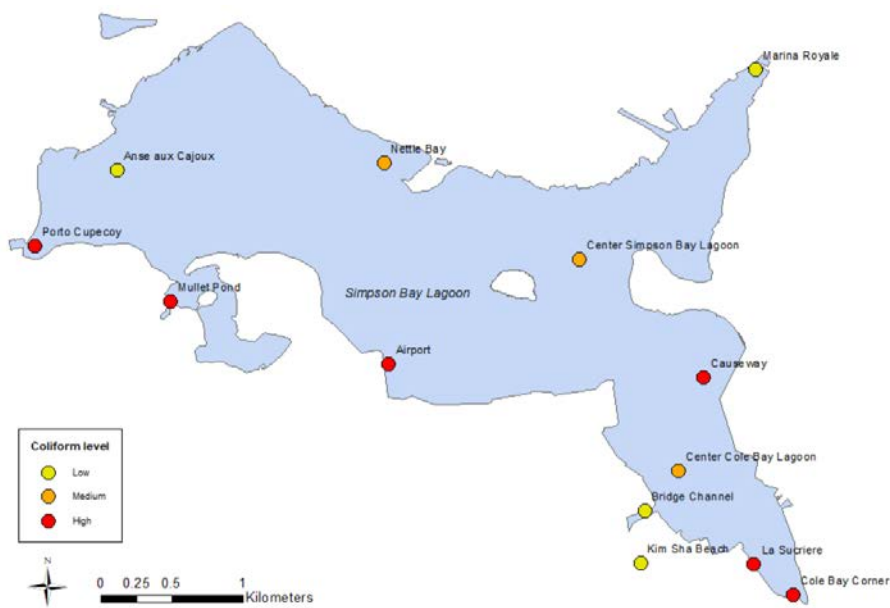 Marina Royale
Anse aux Cajoux
Nettle Bay
Porto Cupecoy
Center Simpson Bay Lagoon
Mullet Pond
Simpson Bay Lagoon
Airport
Causeway
Center Cole Bay Lagoon
Bridge Channel
Kim Sha Beach
La Sucriere
Cole Bay Corner
Coliform level
Low
Medium
High
N
0 0.25 0.5 1
Kilometers